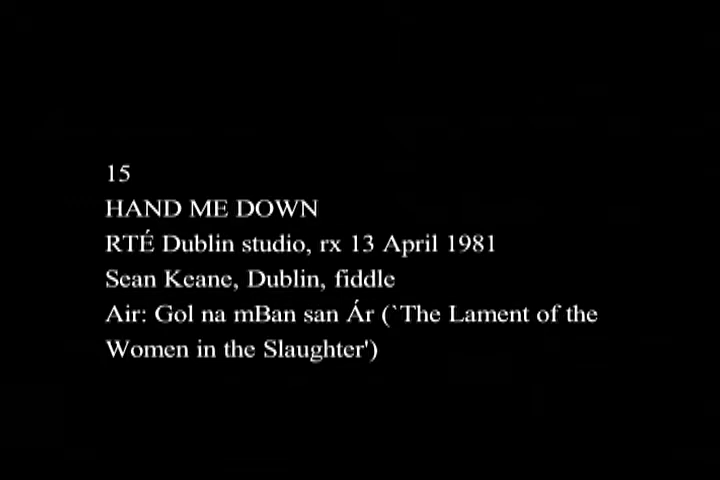 15
HAND ME DOWN
RTÉ Dublin studio, rx 13 April 1981
Sean Keane, Dublin, fiddle
Air: Gol na mBan san Ár (`The Lament of the
Women in the Slaughter')